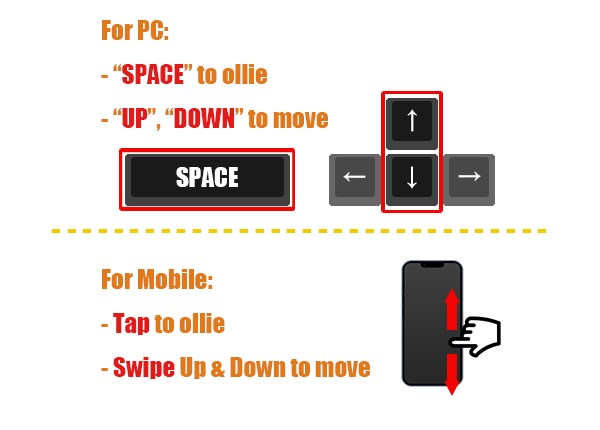 For PC:
- “SPACE” to ollie
- “UP”, “DOWN” to move
SPACE
↑
← ↓ →
For Mobile:
- Tap to ollie
- Swipe Up & Down to move